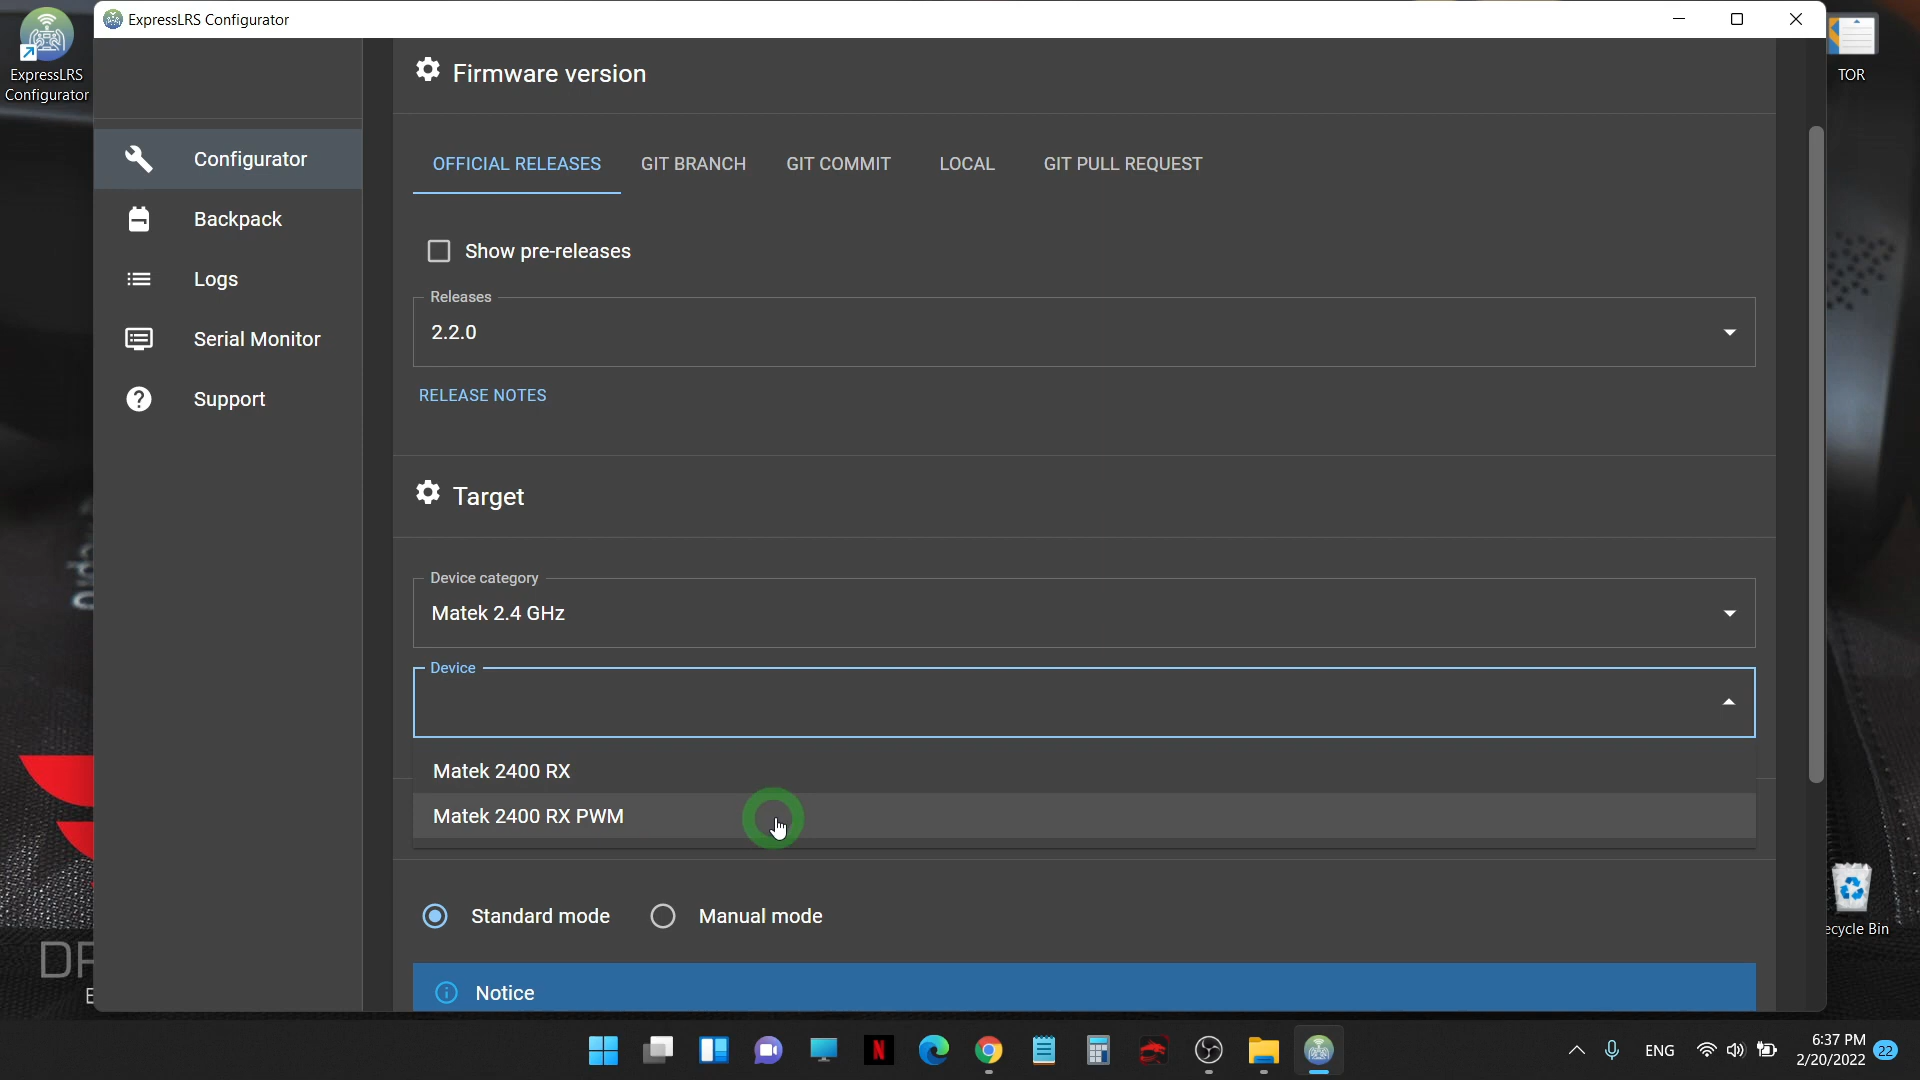 ExpressLRS Configurator
ExpressLRS
Configurator
TOR
Firmware version
Configurator
Backpack
Logs
Serial Monitor
Support
OFFICIAL RELEASES
GIT BRANCH
GIT COMMIT
LOCAL
GIT PULL REQUEST
Show pre-releases
Releases
2.2.0
RELEASE NOTES
Target
Device category
Matek 2.4 GHz
Device
Matek 2400 RX
Matek 2400 RX PWM
Standard mode
Manual mode
Notice
ecycle Bin
N
ENG
6:37 PM
2/20/2022
22